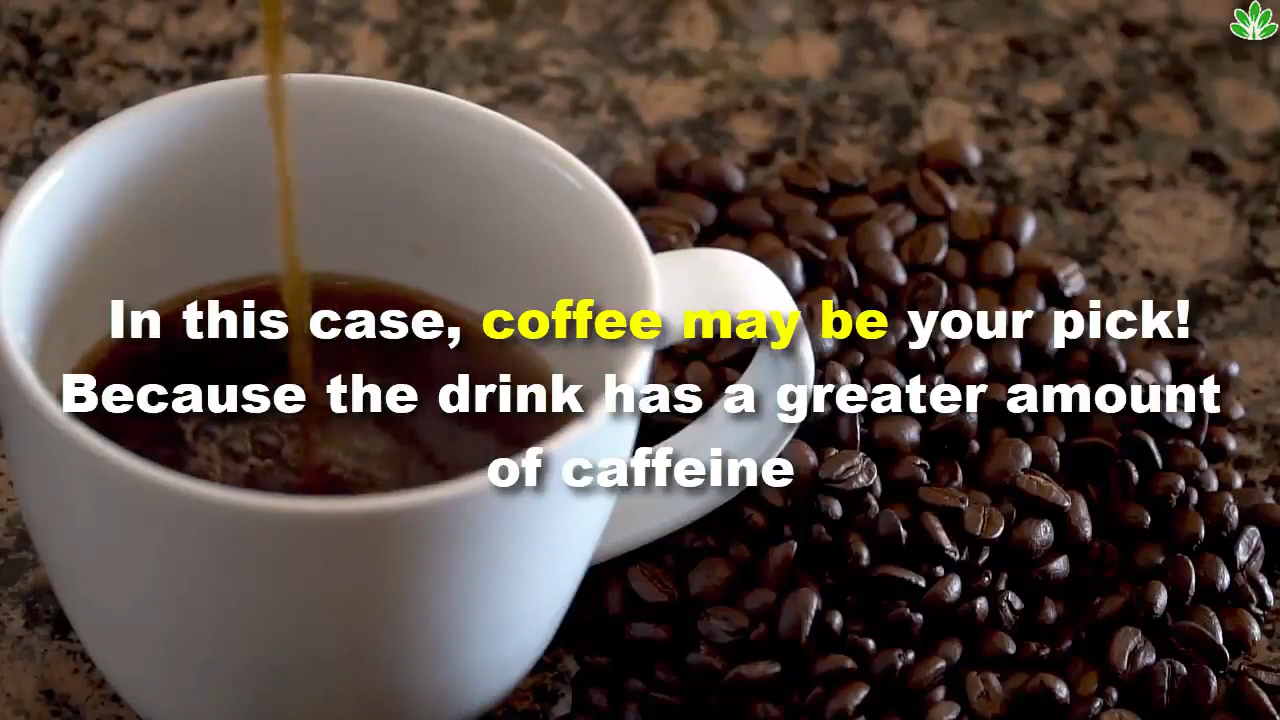 In this case, coffee may be your pick!
Because the drink has a greater amount
of caffeine